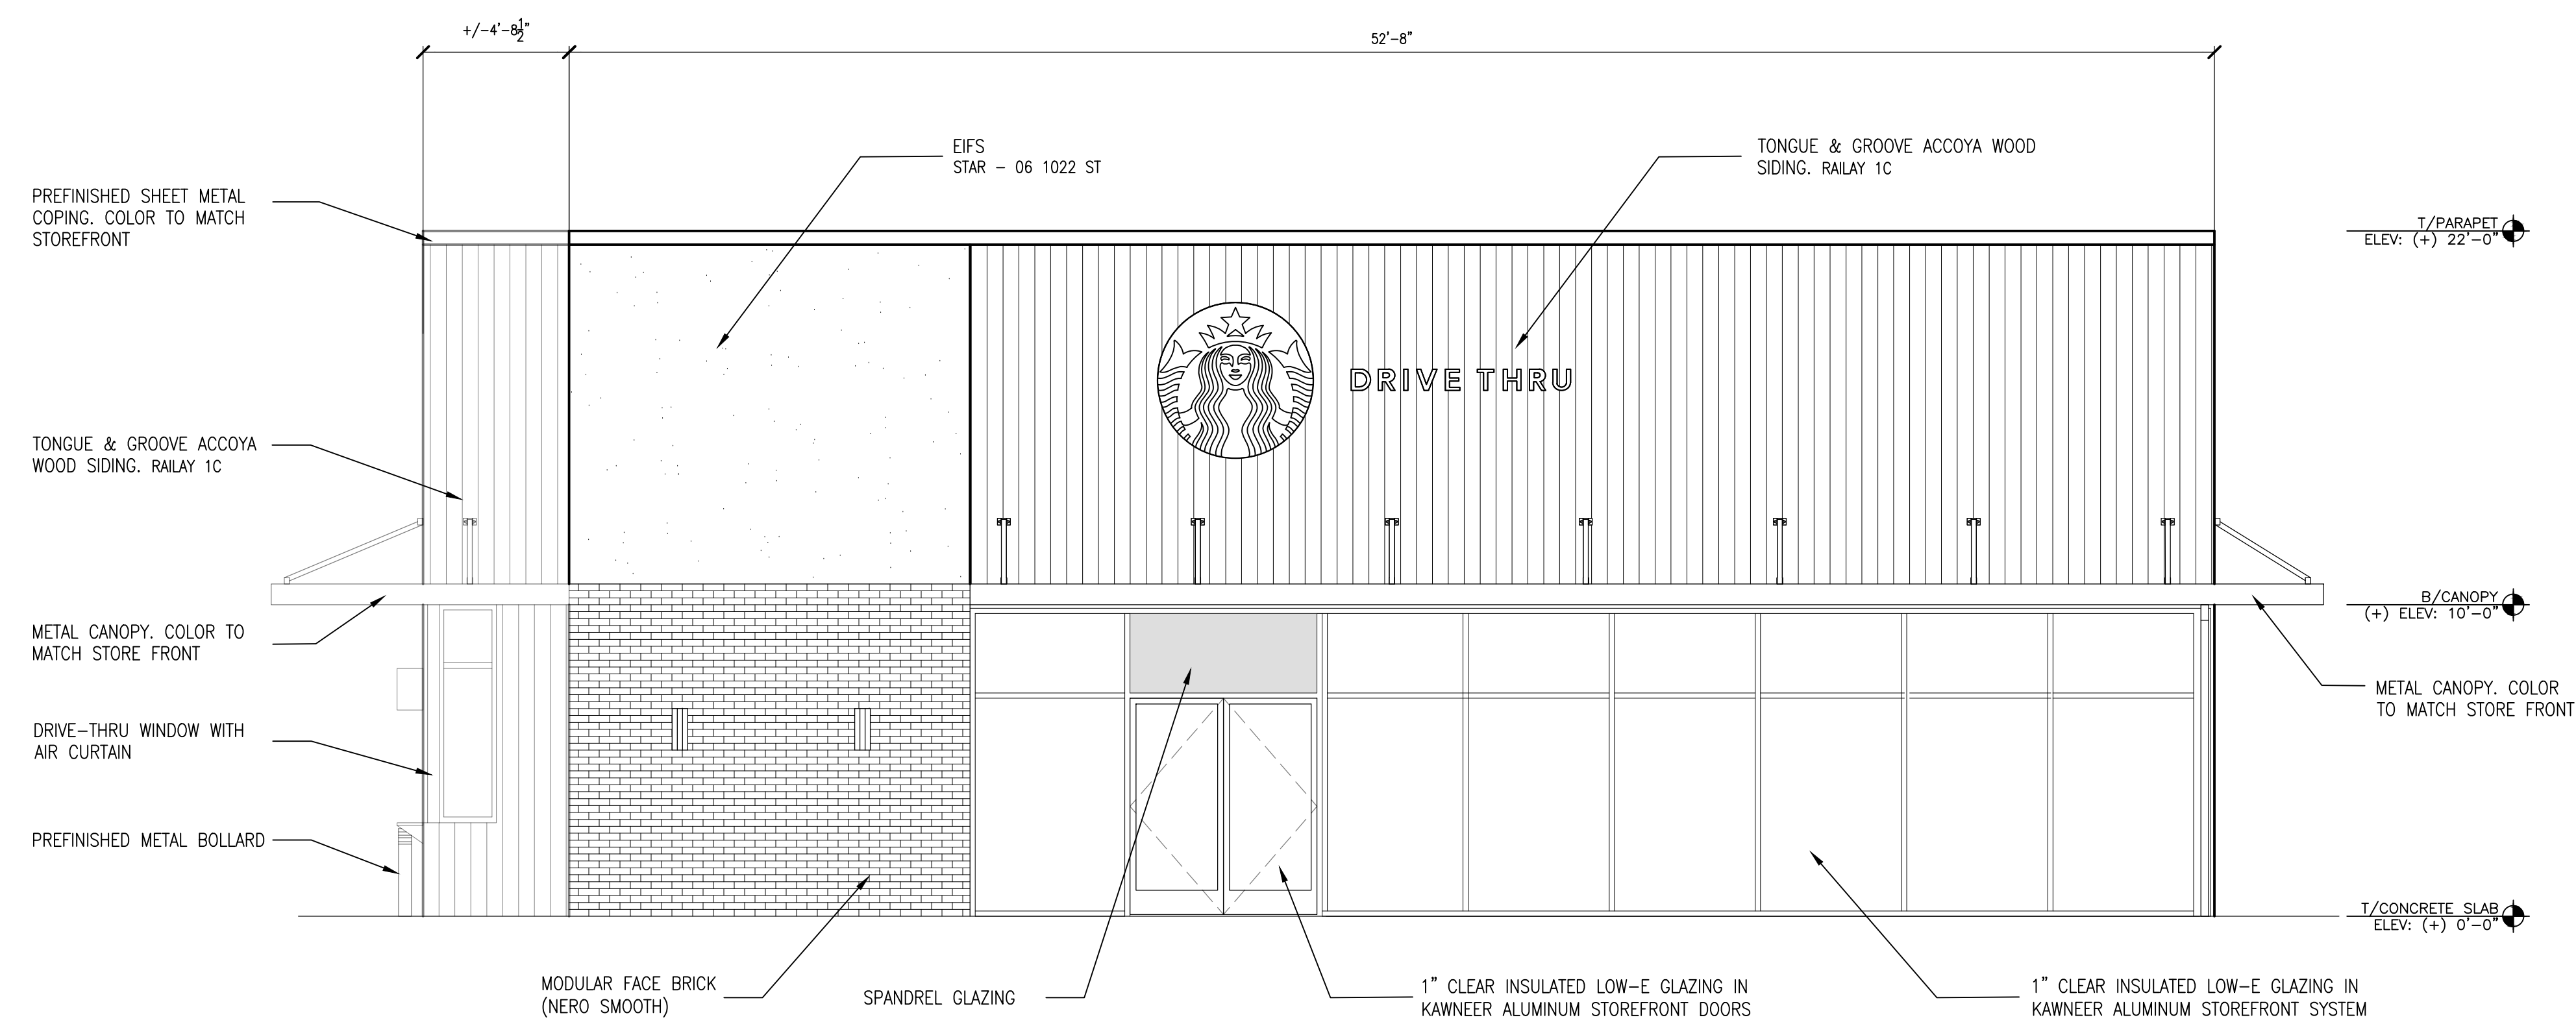 +/-4'-8 1/2"
52'-8"
EIFS
STAR - 06 1022 ST
TONGUE & GROOVE ACCOYA WOOD
SIDING. RAILAY 1C
PREFINISHED SHEET METAL
COPING. COLOR TO MATCH
STOREFRONT
T/PARAPET
ELEV: (+) 22'-0"
DRIVE THRU
TONGUE & GROOVE ACCOYA
WOOD SIDING. RAILAY 1C
B/CANOPY
(+) ELEV: 10'-0"
METAL CANOPY. COLOR TO
MATCH STORE FRONT
METAL CANOPY. COLOR
TO MATCH STORE FRONT
DRIVE-THRU WINDOW WITH
AIR CURTAIN
PREFINISHED METAL BOLLARD
T/CONCRETE SLAB
ELEV: (+) 0'-0"
MODULAR FACE BRICK
(NERO SMOOTH)
SPANDREL GLAZING
1" CLEAR INSULATED LOW-E GLAZING IN
KAWNEER ALUMINUM STOREFRONT DOORS
1" CLEAR INSULATED LOW-E GLAZING IN
KAWNEER ALUMINUM STOREFRONT SYSTEM